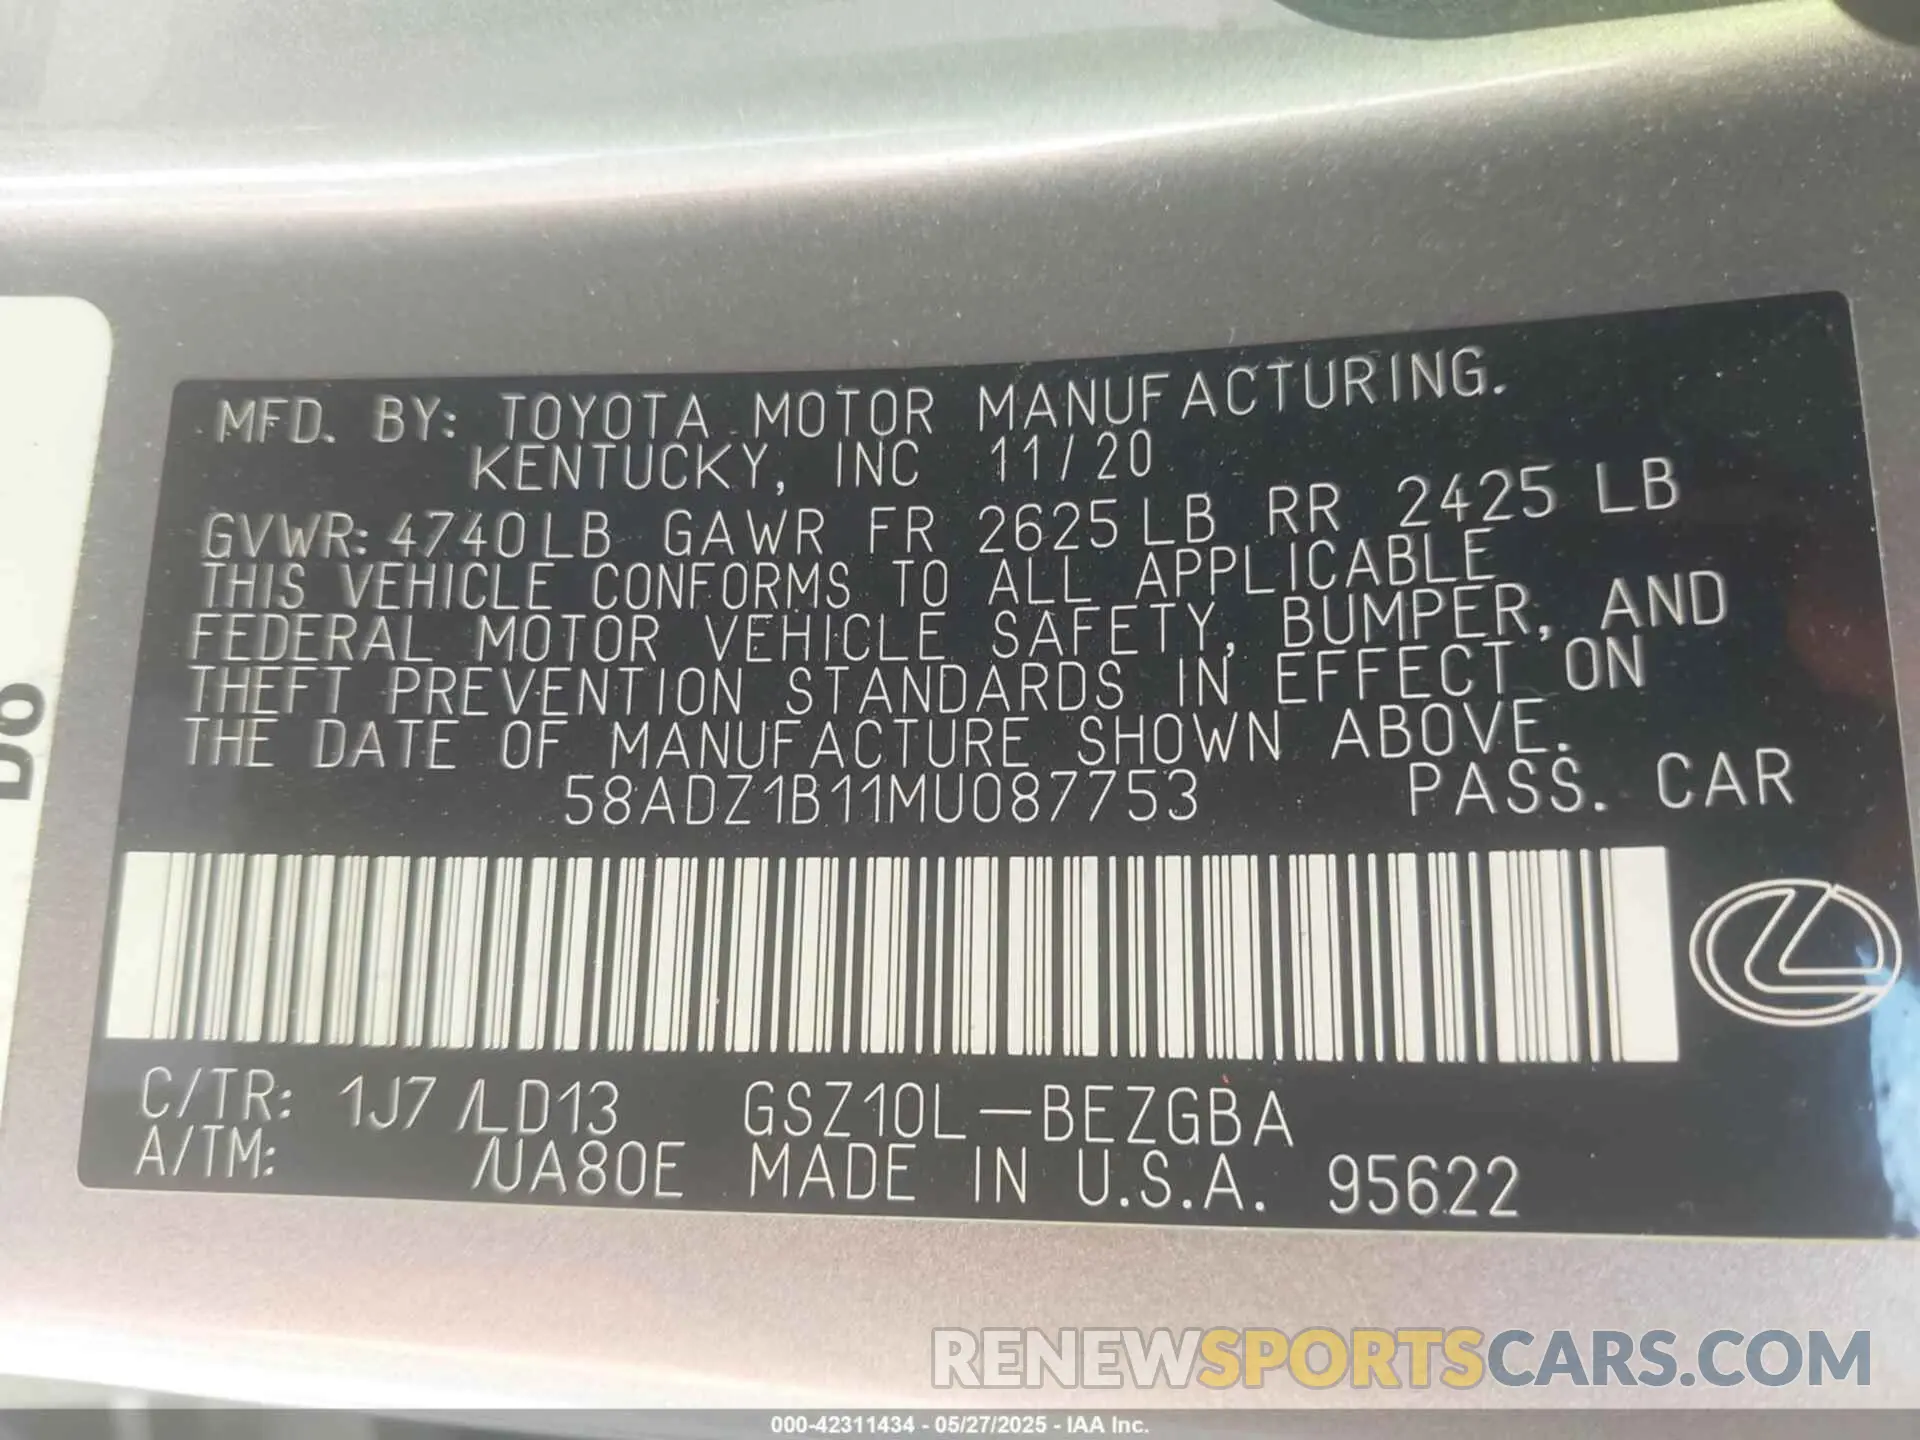 MFD. BY: TOYOTA MOTOR MANUFACTURING.
KENTUCKY, INC 11/20
GVWR: 4740LB GAWR FR 2625LB RR 2425 LB
THIS VEHICLE CONFORMS TO ALL APPLICABLE
FEDERAL MOTOR VEHICLE SAFETY, BUMPER, AND
THEFT PREVENTION STANDARDS IN EFFECT ON
THE DATE OF MANUFACTURE SHOWN ABOVE.
58ADZ1B11MU087753 PASS. CAR
C/TR: 1J7 /LD13 GSZ10L-BEZGBA
A/TM: /UA80E MADE IN U.S.A. 95622
RENEWSPORTSCARS.COM
000-42311434 - 05/27/2025 - IAA Inc.